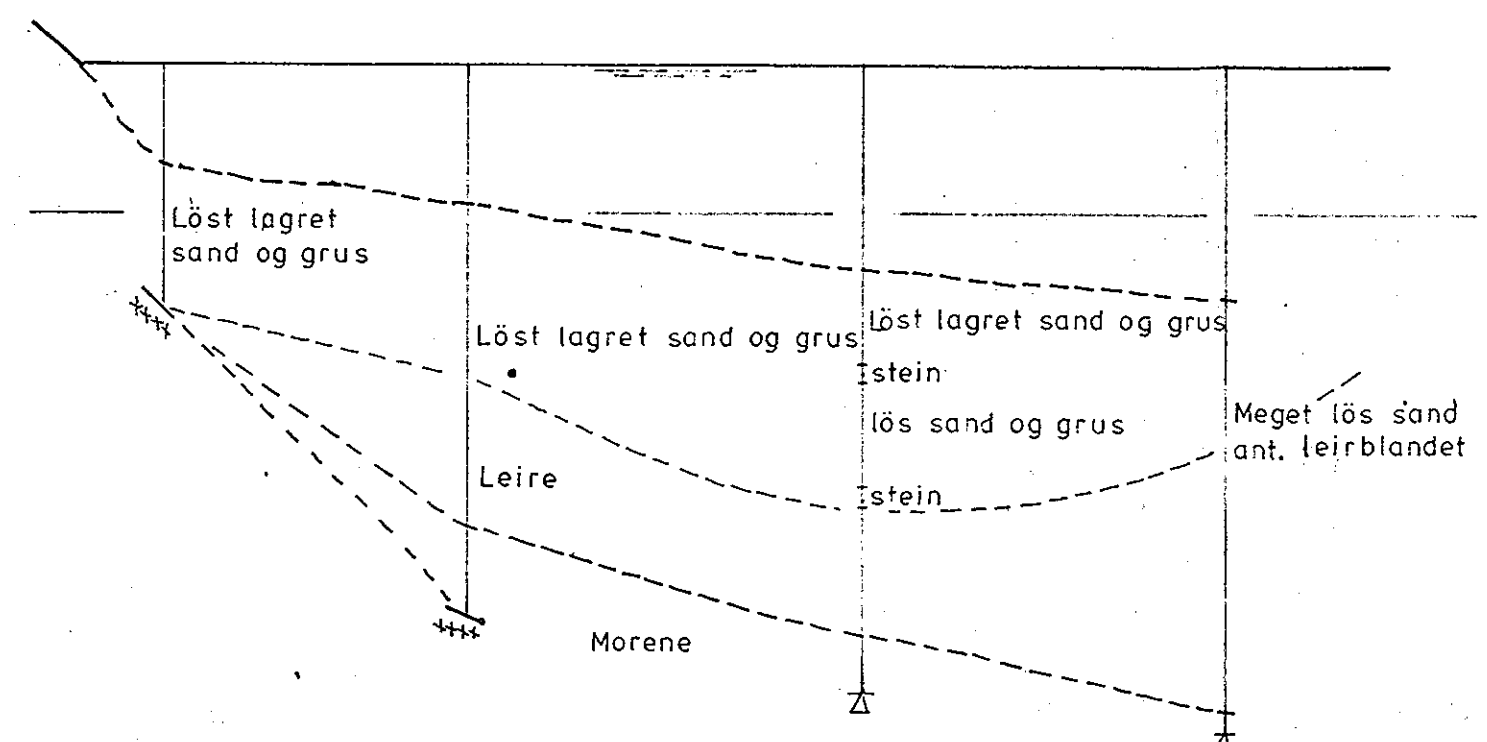 Löst lagret
sand og grus
Löst lagret sand og grus
Leire
Morene
Löst lagret sand og grus
stein
lös sand og grus
stein
Meget lös sand
ant. leirblandet